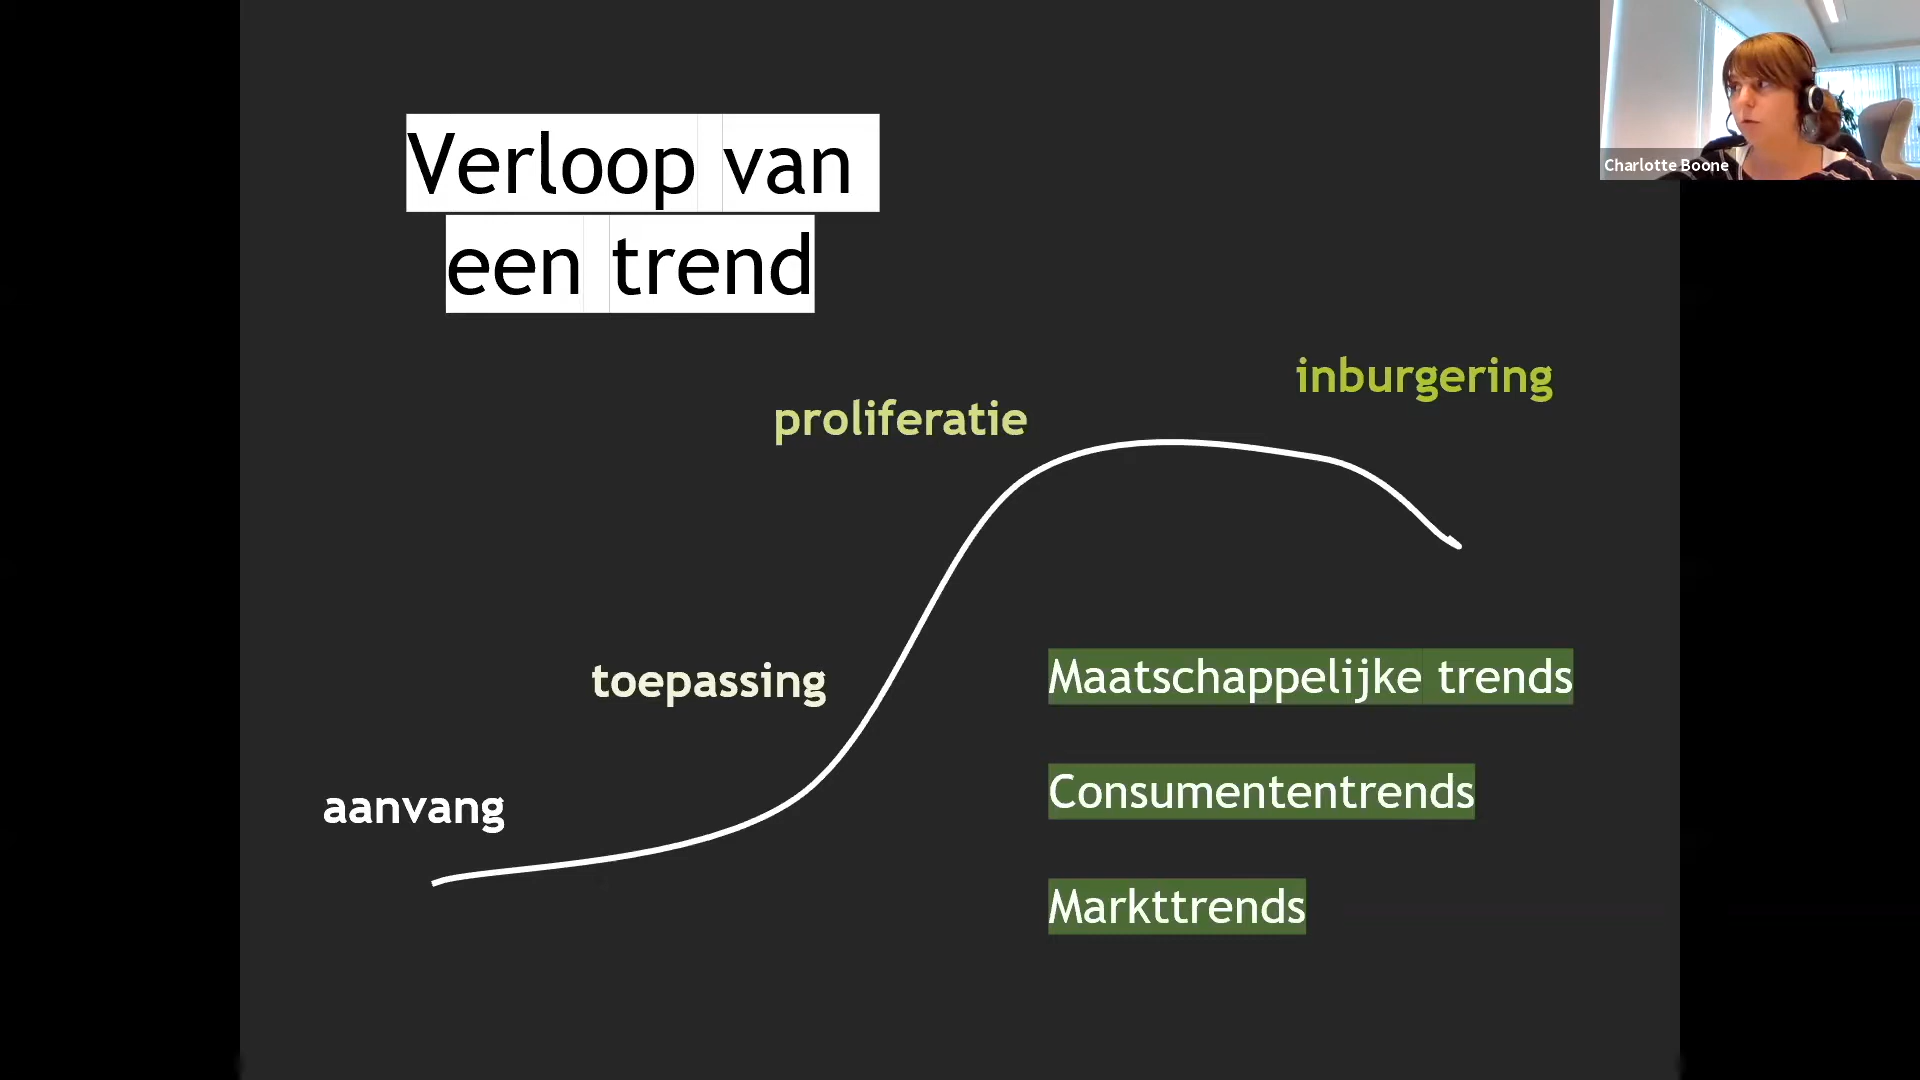 Charlotte Boone
Verloop van
een trend
inburgering
proliferatie
toepassing
aanvang
Maatschappelijke trends
Consumententrends
Markttrends